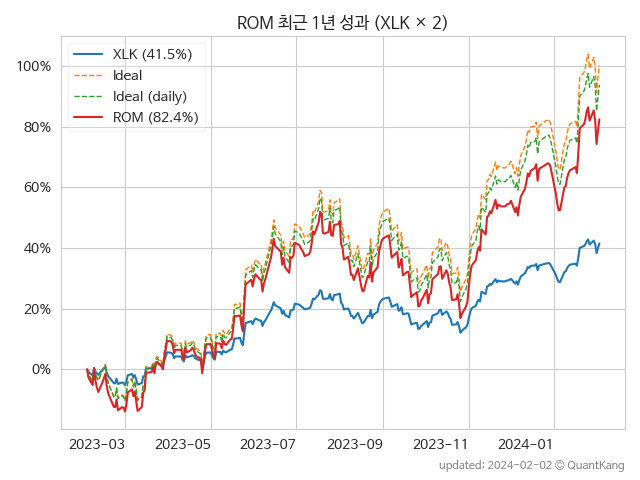 ROM 최근 1년 성과 (XLK × 2)
XLK (41.5%)
Ideal
Ideal (daily)
ROM (82.4%)
100%
80%
60%
40%
20%
0%
2023-03 2023-05 2023-07 2023-09 2023-11 2024-01
updated: 2024-02-02 © QuantKang